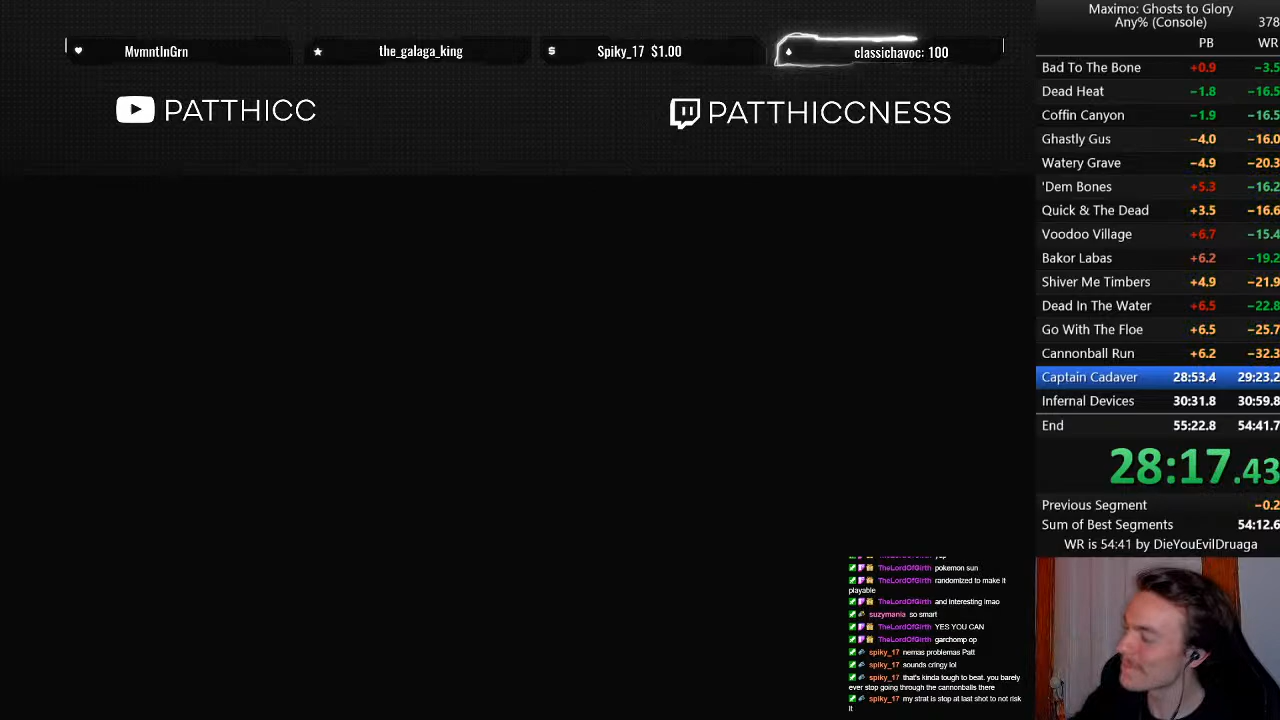 MvmntInGrn
the_galaga_king
Spiky_17 $1.00
classichavoc: 100
PATTHICC
PATTHICCNESS
Maximo: Ghosts to Glory
Any% (Console) 378
PB WR
Bad To The Bone +0.9 −3.5
Dead Heat −1.8 −16.5
Coffin Canyon −1.9 −16.5
Ghastly Gus −4.0 −16.0
Watery Grave −4.9 −20.3
'Dem Bones +5.3 −16.2
Quick & The Dead +3.5 −16.6
Voodoo Village +6.7 −15.4
Bakor Labas +6.2 −19.2
Shiver Me Timbers +4.9 −21.9
Dead In The Water +6.5 −22.8
Go With The Floe +6.5 −25.7
Cannonball Run +6.2 −32.3
Captain Cadaver 28:53.4 29:23.2
Infernal Devices 30:31.8 30:59.8
End 55:22.8 54:41.7
28:17.43
Previous Segment −0.2
Sum of Best Segments 54:12.6
WR is 54:41 by DieYouEvilDruaga
TheLordOfGirth pokemon sun
TheLordOfGirth randomized to make it
playable
TheLordOfGirth and interesting lmao
suzymania so smart
TheLordOfGirth YES YOU CAN
TheLordOfGirth garchomp op
spiky_17 nemas problemas Patt
spiky_17 sounds cringy lol
spiky_17 that's kinda tough to beat. you barely
ever stop going through the cannonballs there
spiky_17 my strat is stop at last shot to not risk
it